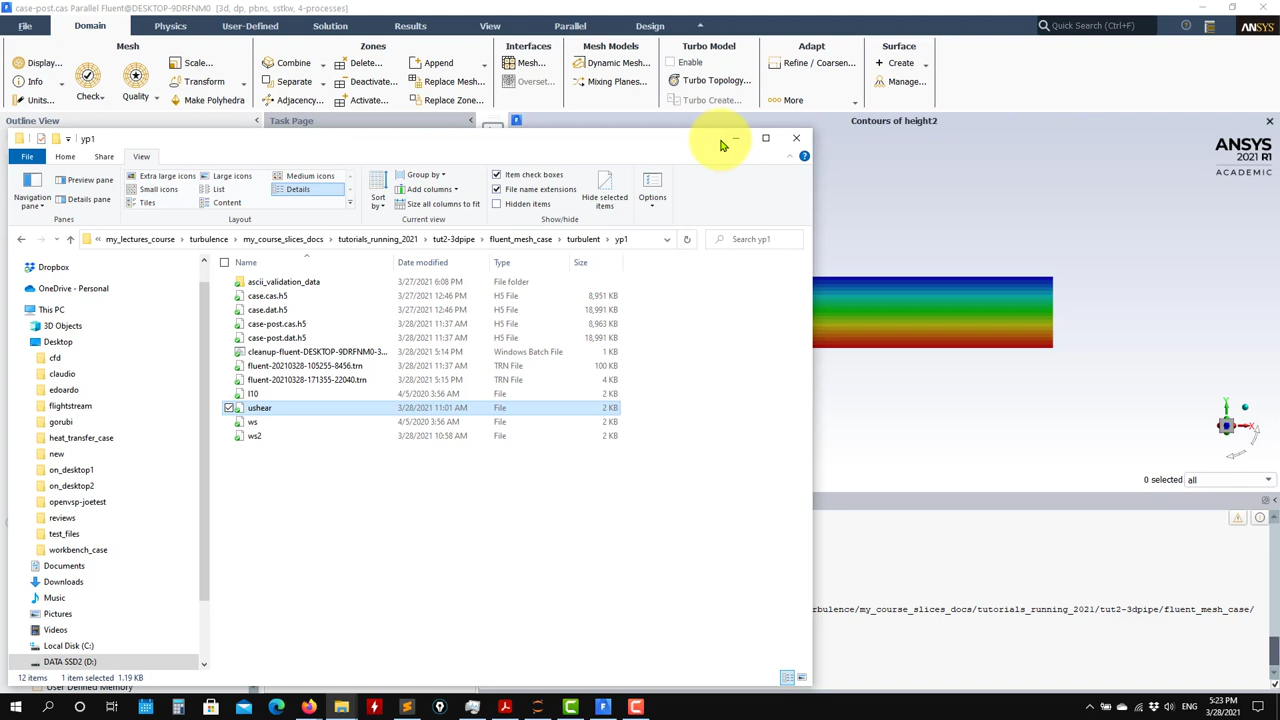 case-post.cas Parallel Fluent@DESKTOP-9DRFNM0 [3d, dp, pbns, sstkw, 4-processes]
File Domain Physics User-Defined Solution Results View Parallel Design Quick Search (Ctrl+F) ANSYS
Mesh Zones Interfaces Mesh Models Turbo Model Adapt Surface
Display... Scale... Combine Delete... Append Mesh... Dynamic Mesh... Enable Refine / Coarsen... Create
Info Check Quality Transform Separate Deactivate... Replace Mesh... Overset... Mixing Planes... Turbo Topology... Manage...
Units... Make Polyhedra Adjacency... Activate... Replace Zone... Turbo Create... More
Outline View Task Page Contours of height2
yp1
ANSYS
2021 R1
ACADEMIC
File Home Share View
Extra large icons Large icons Medium icons
Small icons List Details
Tiles Content
Navigation pane Preview pane
Details pane
Sort by
Group by
Add columns
Size all columns to fit
Item check boxes
File name extensions
Hidden items
Hide selected items
Options
Panes Layout Current view Show/hide
« my_lectures_course turbulence my_course_slices_docs tutorials_running_2021 tut2-3dpipe fluent_mesh_case turbulent yp1 Search yp1
Name Date modified Type Size
Dropbox
OneDrive - Personal
This PC
3D Objects
Desktop
cfd
claudio
edoardo
flightstream
gorubi
heat_transfer_case
new
on_desktop1
on_desktop2
openvsp-joetest
reviews
test_files
workbench_case
Documents
Downloads
Music
Pictures
Videos
Local Disk (C:)
DATA SSD2 (D:)
ascii_validation_data 3/27/2021 6:08 PM File folder
case.cas.h5 3/27/2021 12:46 PM H5 File 8,951 KB
case.dat.h5 3/27/2021 12:46 PM H5 File 18,991 KB
case-post.cas.h5 3/28/2021 11:37 AM H5 File 8,963 KB
case-post.dat.h5 3/28/2021 11:37 AM H5 File 18,991 KB
cleanup-fluent-DESKTOP-9DRFNM0-3... 3/28/2021 5:14 PM Windows Batch File 1 KB
fluent-20210328-105255-8456.trn 3/28/2021 11:37 AM TRN File 100 KB
fluent-20210328-171355-22040.trn 3/28/2021 5:15 PM TRN File 4 KB
l10 4/5/2020 3:56 AM File 2 KB
ushear 3/28/2021 11:01 AM File 2 KB
ws 4/5/2020 3:56 AM File 2 KB
ws2 3/28/2021 10:58 AM File 2 KB
Y
X
0 selected all
rbulence/my_course_slices_docs/tutorials_running_2021/tut2-3dpipe/fluent_mesh_case/
12 items 1 item selected 1.19 KB
User Defined Memory
ENG 5:23 PM
3/28/2021